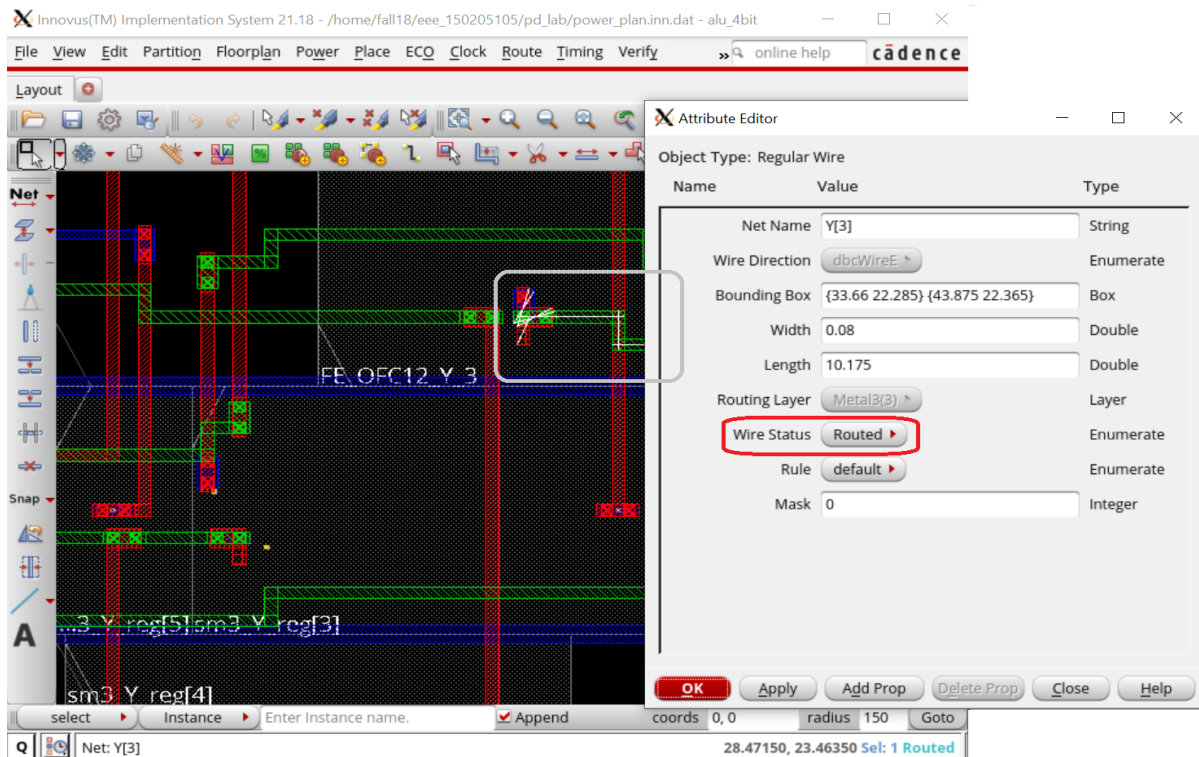 Innovus(TM) Implementation System 21.18 - /home/fall18/eee_150205105/pd_lab/power_plan.inn.dat - alu_4bit
File View Edit Partition Floorplan Power Place ECO Clock Route Timing Verify » online help cādence
Layout
Attribute Editor
Object Type: Regular Wire
Name Value Type
Net Name Y[3] String
Wire Direction dbcWireE Enumerate
Bounding Box {33.66 22.285} {43.875 22.365} Box
Width 0.08 Double
Length 10.175 Double
Routing Layer Metal3(3) Layer
Wire Status Routed Enumerate
Rule default Enumerate
Mask 0 Integer
OK Apply Add Prop Delete Prop Close Help
Net
Snap
A
FE_OFC12_Y_3
...3_Y_reg[5] sm3_Y_reg[3]
sm3_Y_reg[4]
select Instance Enter Instance name. Append coords 0, 0 radius 150 Goto
Q Net: Y[3] 28.47150, 23.46350 Sel: 1 Routed